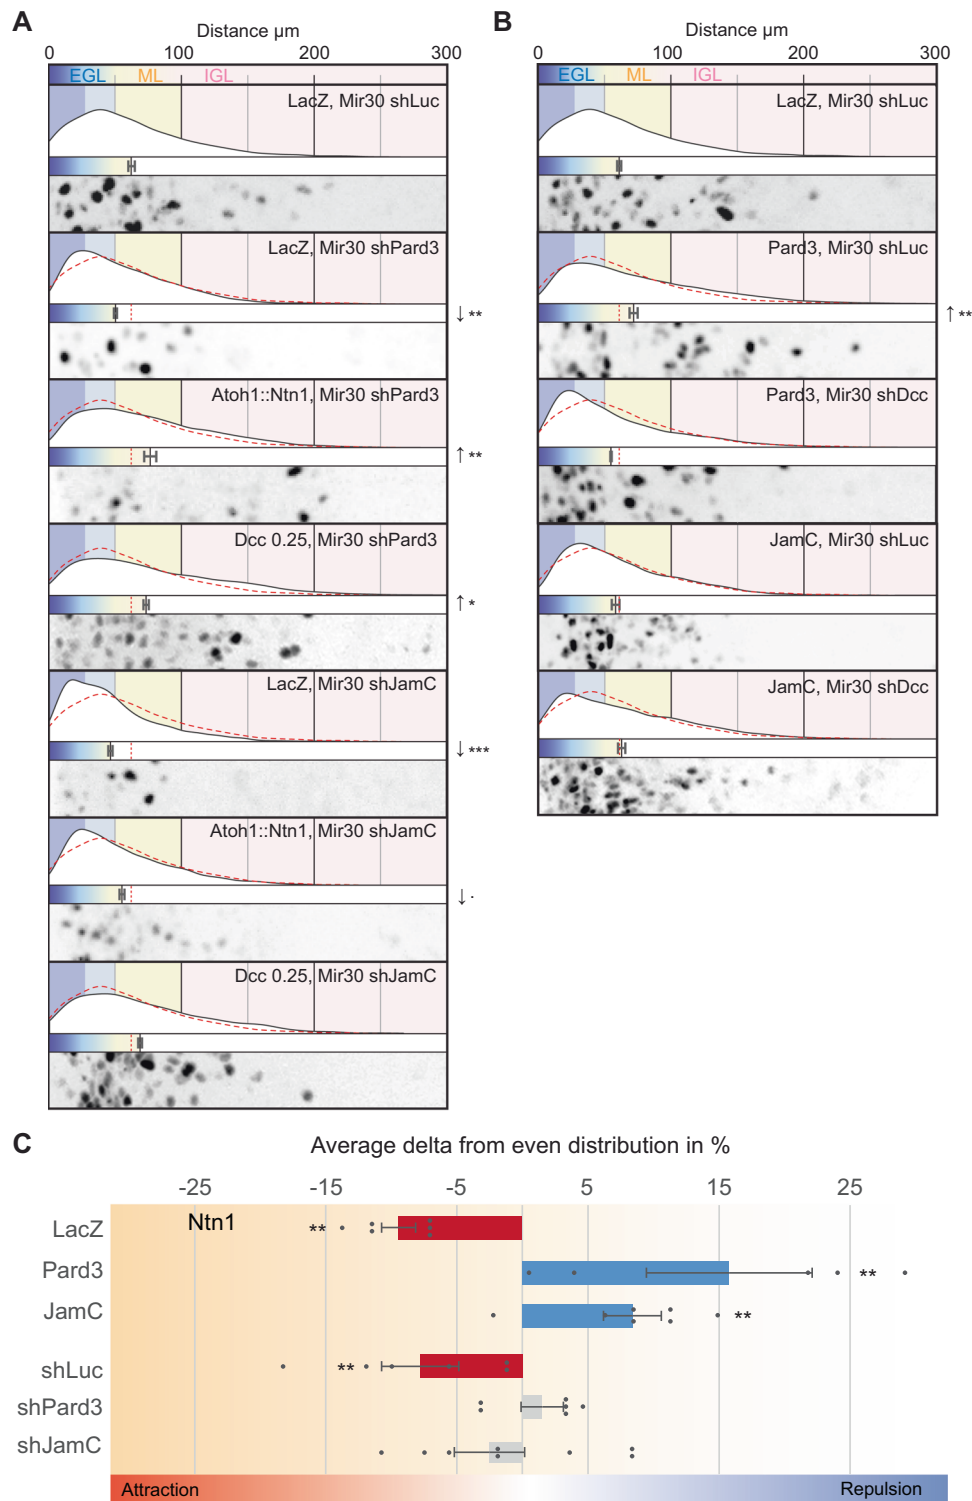 A
Distance µm
0 100 200 300
EGL ML IGL
LacZ, Mir30 shLuc
LacZ, Mir30 shPard3
↓ **
Atoh1::Ntn1, Mir30 shPard3
↑ **
Dcc 0.25, Mir30 shPard3
↑ *
LacZ, Mir30 shJamC
↓ ***
Atoh1::Ntn1, Mir30 shJamC
↓ .
Dcc 0.25, Mir30 shJamC
B
Distance µm
0 100 200 300
EGL ML IGL
LacZ, Mir30 shLuc
Pard3, Mir30 shLuc
↑ **
Pard3, Mir30 shDcc
JamC, Mir30 shLuc
JamC, Mir30 shDcc
C
Average delta from even distribution in %
-25 -15 -5 5 15 25
Ntn1
LacZ **
Pard3 **
JamC **
shLuc **
shPard3
shJamC
Attraction Repulsion